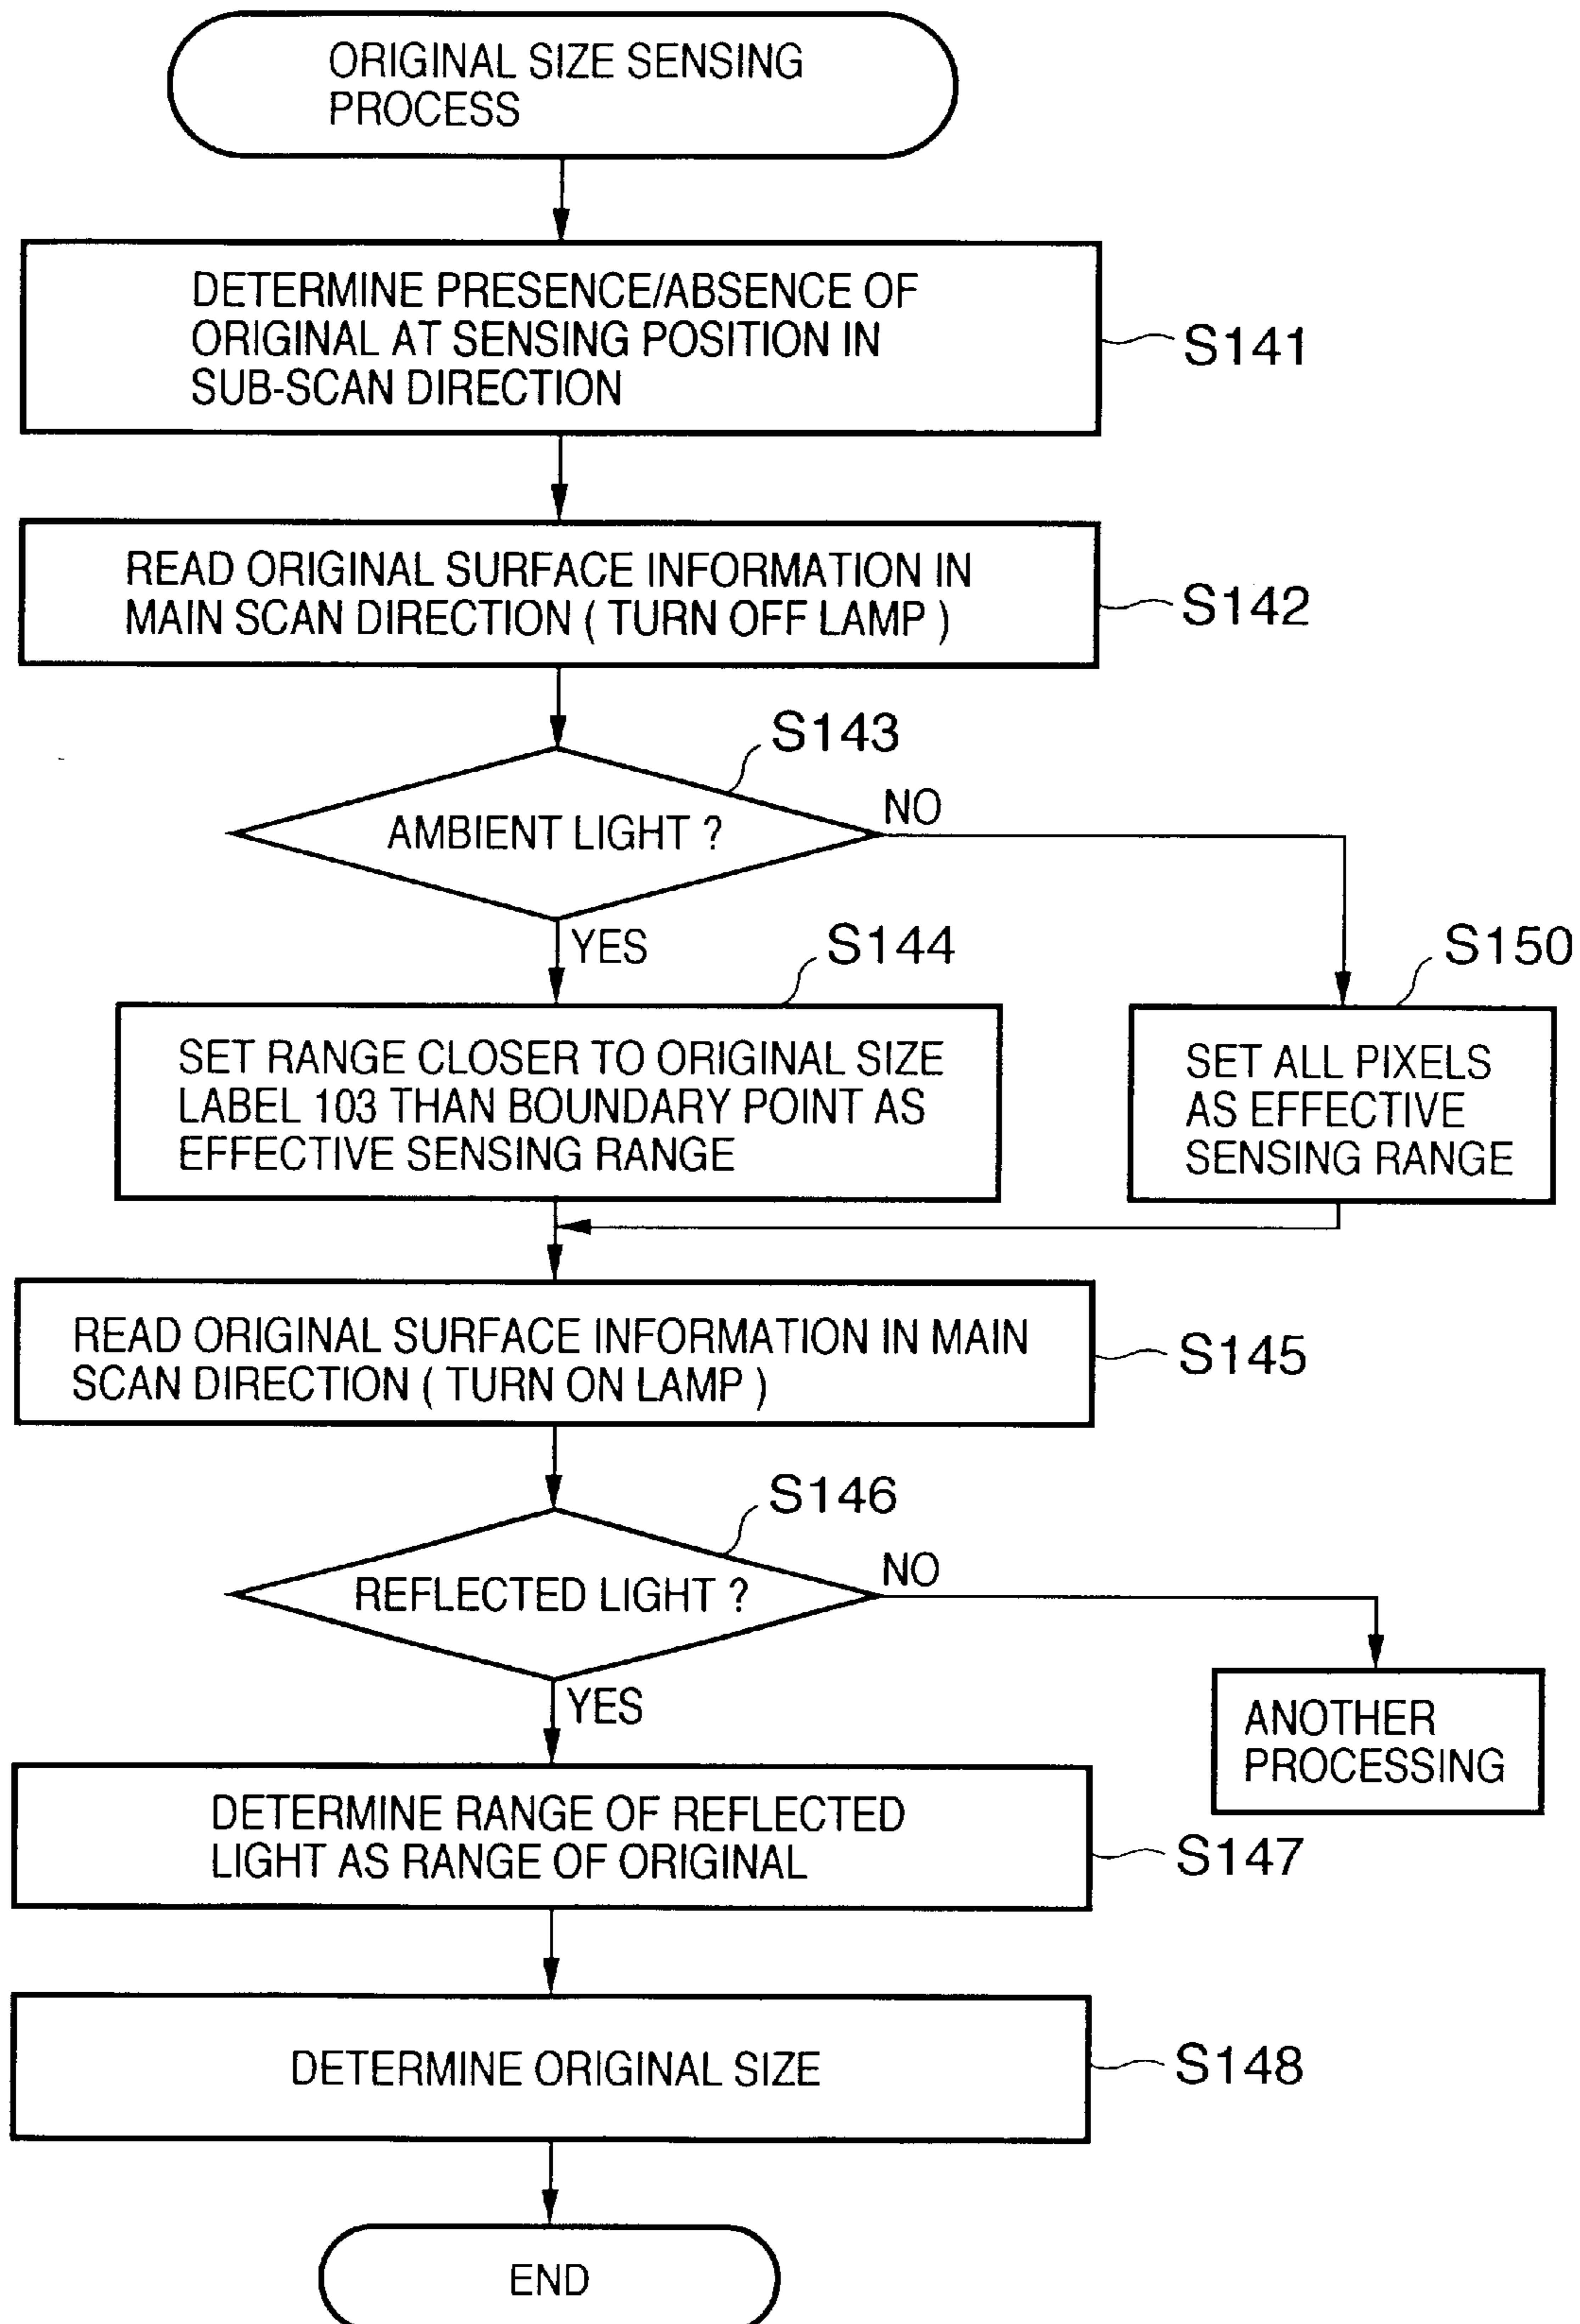 ORIGINAL SIZE SENSING
PROCESS
DETERMINE PRESENCE/ABSENCE OF
ORIGINAL AT SENSING POSITION IN
SUB-SCAN DIRECTION
S141
READ ORIGINAL SURFACE INFORMATION IN
MAIN SCAN DIRECTION ( TURN OFF LAMP )
S142
S143
AMBIENT LIGHT ?
NO
YES
S144
S150
SET RANGE CLOSER TO ORIGINAL SIZE
LABEL 103 THAN BOUNDARY POINT AS
EFFECTIVE SENSING RANGE
SET ALL PIXELS
AS EFFECTIVE
SENSING RANGE
READ ORIGINAL SURFACE INFORMATION IN MAIN
SCAN DIRECTION ( TURN ON LAMP )
S145
S146
REFLECTED LIGHT ?
NO
YES
ANOTHER
PROCESSING
DETERMINE RANGE OF REFLECTED
LIGHT AS RANGE OF ORIGINAL
S147
DETERMINE ORIGINAL SIZE
S148
END